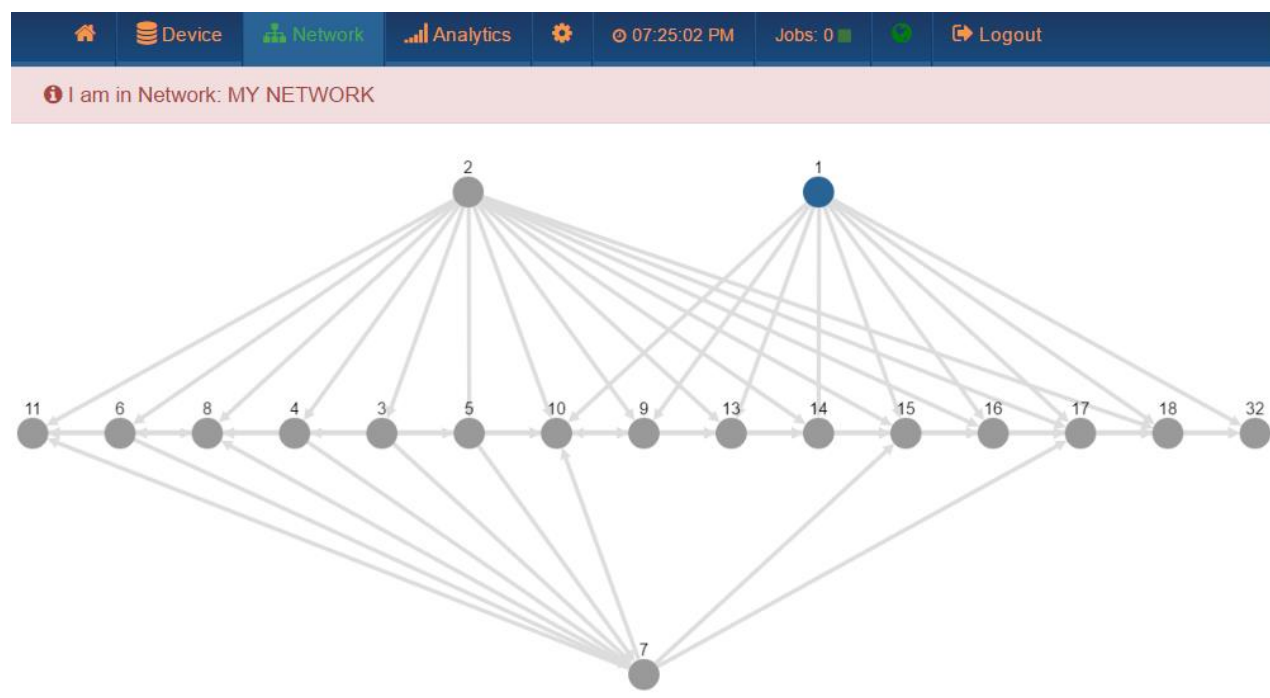 Device Network Analytics 07:25:02 PM Jobs: 0 Logout
I am in Network: MY NETWORK
2 1
11 6 8 4 3 5 10 9 13 14 15 16 17 18 32
7